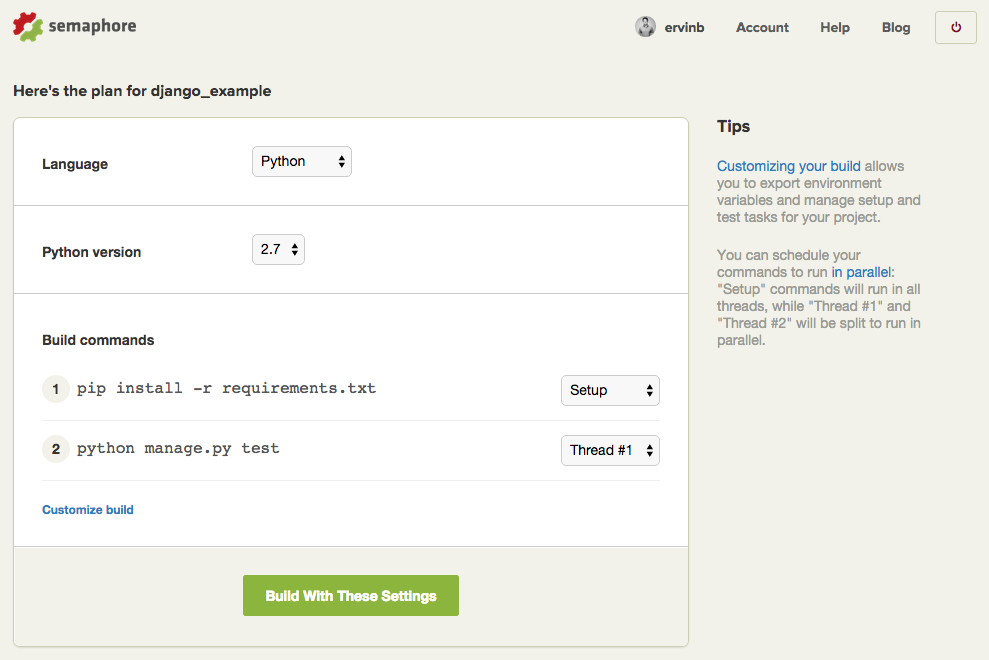 semaphore
ervinb
Account
Help
Blog
Here's the plan for django_example
Language
Python
Python version
2.7
Build commands
1 pip install -r requirements.txt
Setup
2 python manage.py test
Thread #1
Customize build
Build With These Settings
Tips
Customizing your build allows
you to export environment
variables and manage setup and
test tasks for your project.
You can schedule your
commands to run in parallel:
"Setup" commands will run in all
threads, while "Thread #1" and
"Thread #2" will be split to run in
parallel.